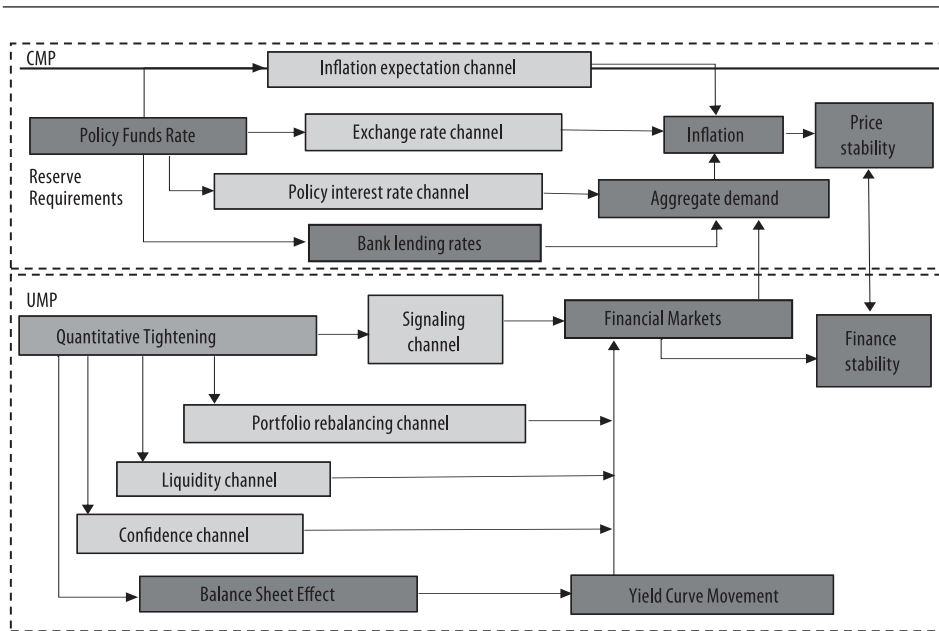 CMP
Inflation expectation channel
Policy Funds Rate
Exchange rate channel
Inflation
Price
stability
Reserve
Requirements
Policy interest rate channel
Aggregate demand
Bank lending rates
UMP
Quantitative Tightening
Signaling
channel
Financial Markets
Finance
stability
Portfolio rebalancing channel
Liquidity channel
Confidence channel
Balance Sheet Effect
Yield Curve Movement